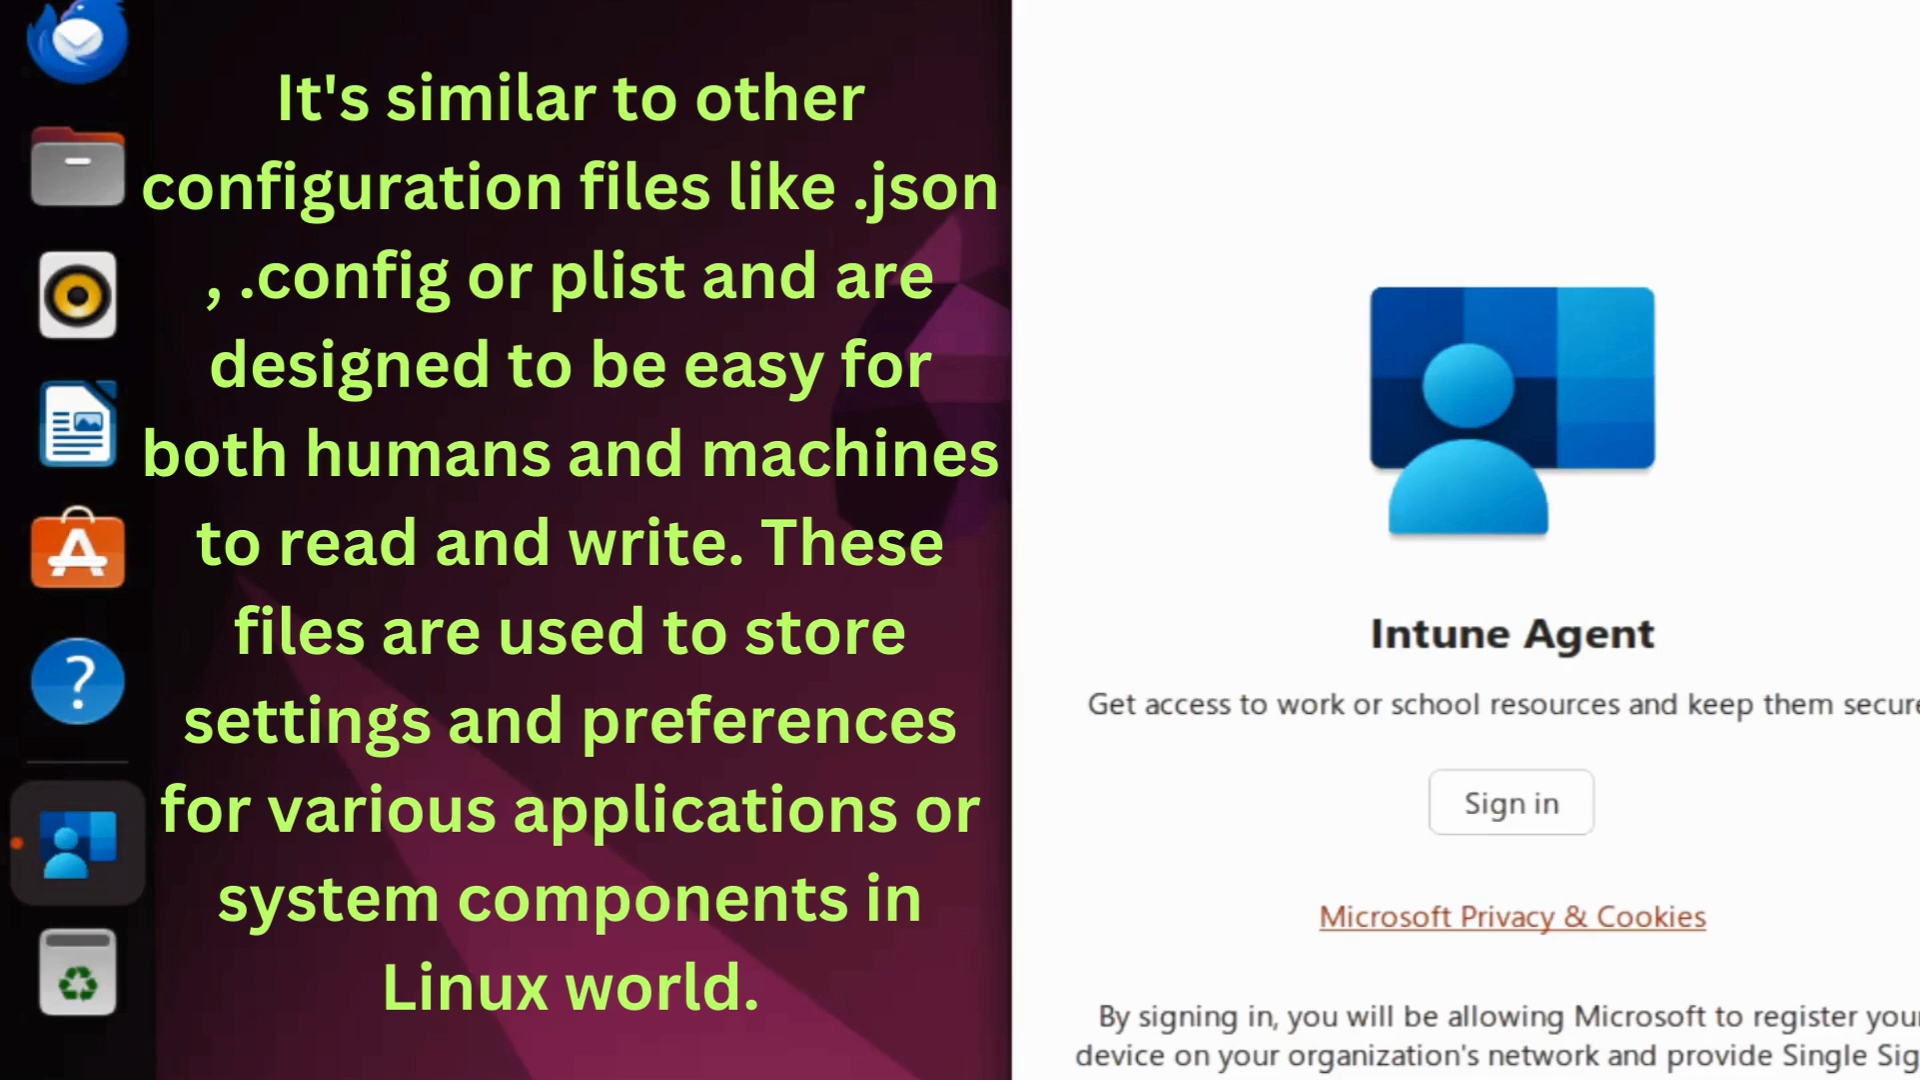 It's similar to other
configuration files like .json
, .config or plist and are
designed to be easy for
both humans and machines
to read and write. These
files are used to store
settings and preferences
for various applications or
system components in
Linux world.
Intune Agent
Get access to work or school resources and keep them secure
Sign in
Microsoft Privacy & Cookies
By signing in, you will be allowing Microsoft to register your
device on your organization's network and provide Single Sig